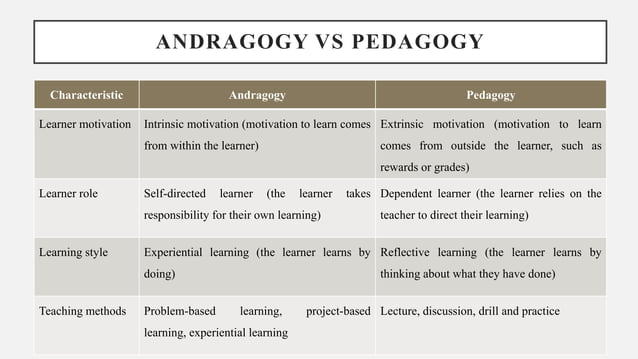 ANDRAGOGY VS PEDAGOGY
Characteristic Andragogy Pedagogy
Learner motivation Intrinsic motivation (motivation to learn comes Extrinsic motivation (motivation to learn
from within the learner) comes from outside the learner, such as
rewards or grades)
Learner role Self-directed learner (the learner takes Dependent learner (the learner relies on the
responsibility for their own learning) teacher to direct their learning)
Learning style Experiential learning (the learner learns by Reflective learning (the learner learns by
doing) thinking about what they have done)
Teaching methods Problem-based learning, project-based Lecture, discussion, drill and practice
learning, experiential learning